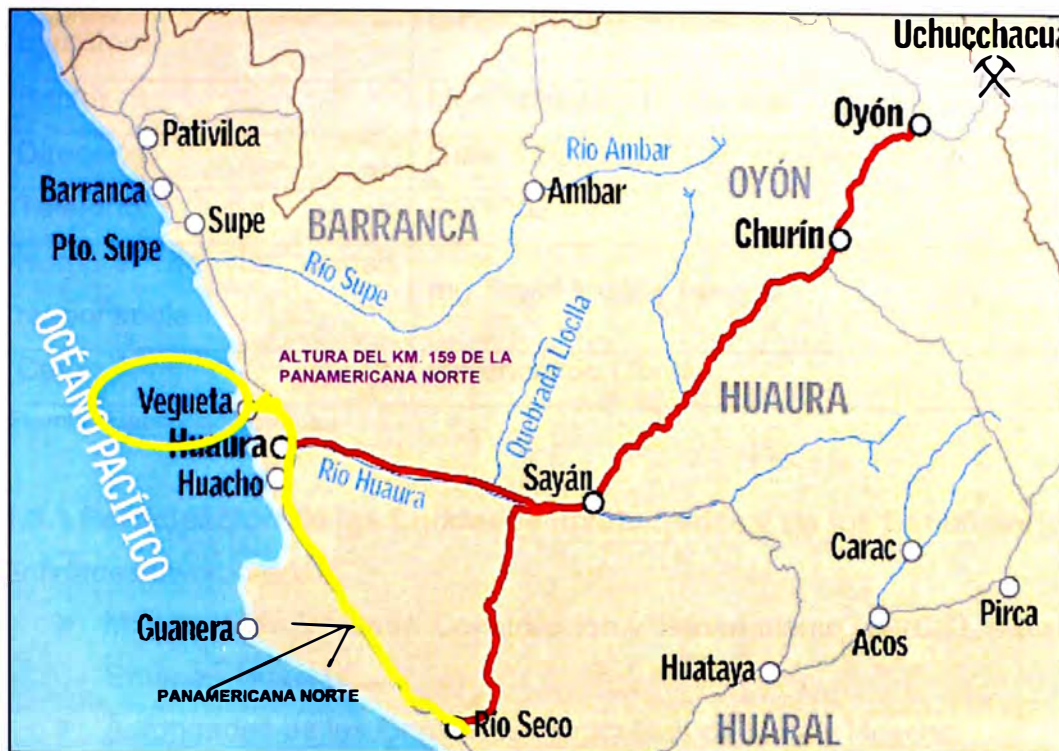 Uchucchacua
Oyón
Pativilca
Río Ambar
Barranca
Ambar
OYÓN
Supe
BARRANCA
Churín
Pto. Supe
Río Supe
OCÉANO PACÍFICO
ALTURA DEL KM. 159 DE LA
PANAMERICANA NORTE
Vegueta
Quebrada Lloclla
HUAURA
Huaura
Río Huaura
Sayán
Huacho
Carac
Pirca
Guanera
Acos
Huataya
PANAMERICANA NORTE
Río Seco
HUARAL